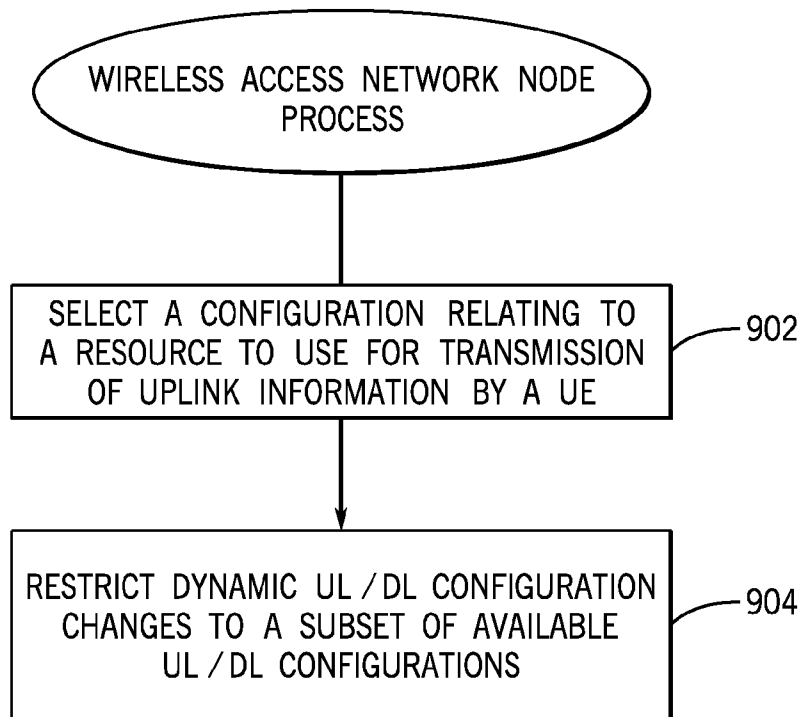 WIRELESS ACCESS NETWORK NODE
PROCESS
SELECT A CONFIGURATION RELATING TO
A RESOURCE TO USE FOR TRANSMISSION
OF UPLINK INFORMATION BY A UE
902
RESTRICT DYNAMIC UL / DL CONFIGURATION
CHANGES TO A SUBSET OF AVAILABLE
UL / DL CONFIGURATIONS
904